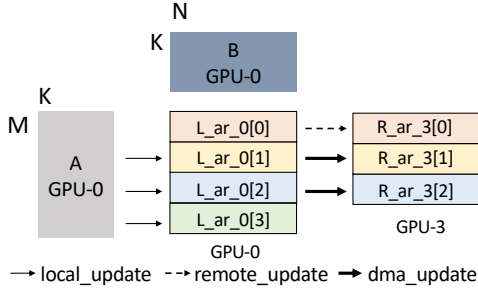 N
K
B
GPU-0
K
M
A
GPU-0
L_ar_0[0]
R_ar_3[0]
L_ar_0[1]
R_ar_3[1]
L_ar_0[2]
R_ar_3[2]
L_ar_0[3]
GPU-0
GPU-3
local_update
remote_update
dma_update